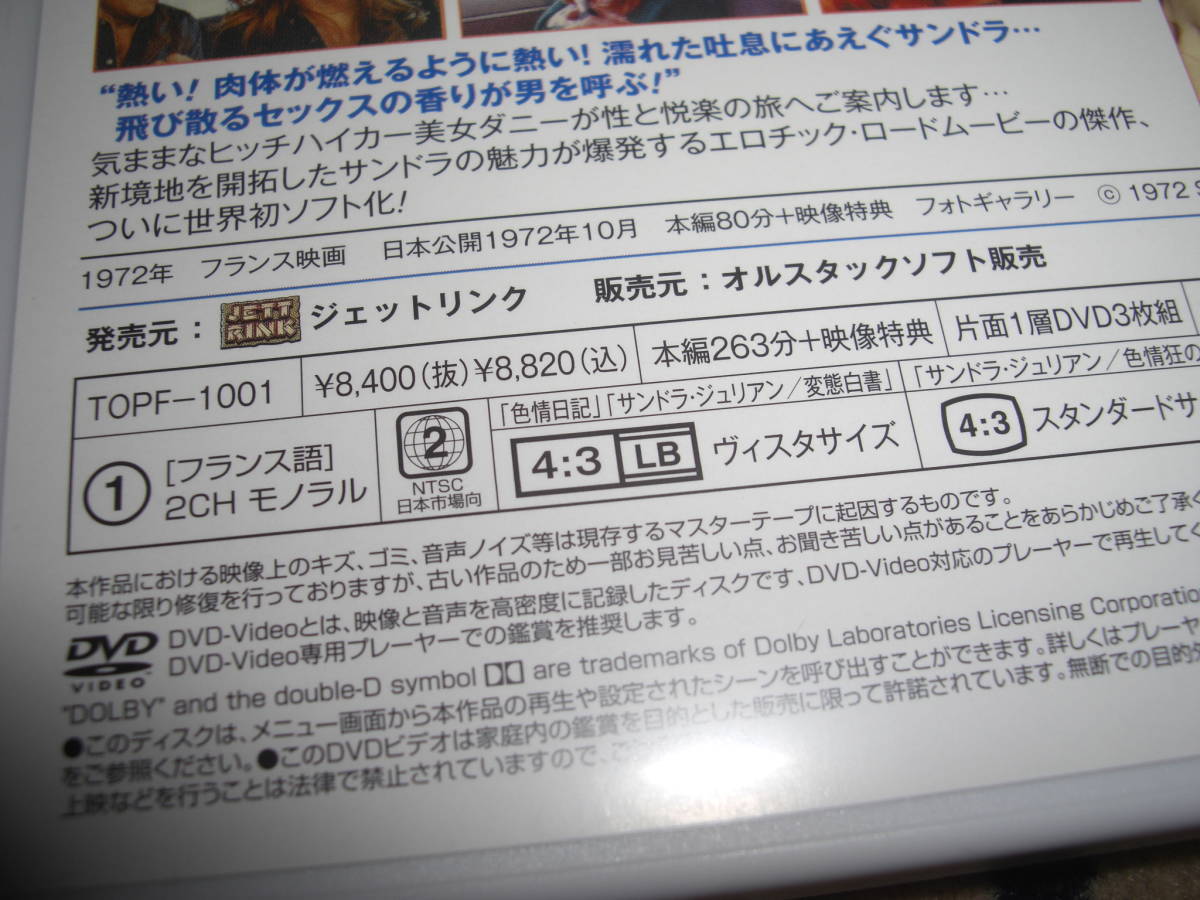 “熱い! 肉体が燃えるように熱い! 濡れた吐息にあえぐサンドラ…
飛び散るセックスの香りが男を呼ぶ!”
気ままなヒッチハイカー美女ダニーが性と悦楽の旅へご案内します…
新境地を開拓したサンドラの魅力が爆発するエロチック・ロードムービーの傑作、
ついに世界初ソフト化!
1972年 フランス映画 日本公開1972年10月 本編80分+映像特典 フォトギャラリー © 1972
発売元: JETT RINK ジェットリンク 販売元:オルスタックソフト販売
TOPF-1001 ¥8,400(抜)¥8,820(込) 本編263分+映像特典 片面1層DVD3枚組
① [フランス語]
2CH モノラル
2
NTSC
日本市場向
「色情日記」「サンドラ・ジュリアン/変態白書」
4:3 LB ヴィスタサイズ
「サンドラ・ジュリアン/色情狂の
4:3 スタンダードサ
本作品における映像上のキズ、ゴミ、音声ノイズ等は現存するマスターテープに起因するものです。
可能な限り修復を行っておりますが、古い作品のため一部お見苦しい点、お聞き苦しい点があることをあらかじめご了承く
DVD VIDEO
DVD-Videoとは、映像と音声を高密度に記録したディスクです、DVD-Video対応のプレーヤーで再生してく
DVD-Video専用プレーヤーでの鑑賞を推奨します。
"DOLBY" and the double-D symbol are trademarks of Dolby Laboratories Licensing Corporation
●このディスクは、メニュー画面から本作品の再生や設定されたシーンを呼び出すことができます。詳しくはプレーヤ
をご参照ください。●このDVDビデオは家庭内の鑑賞を目的とした販売に限って許諾されています。無断での目的外
上映などを行うことは法律で禁止されていますので、